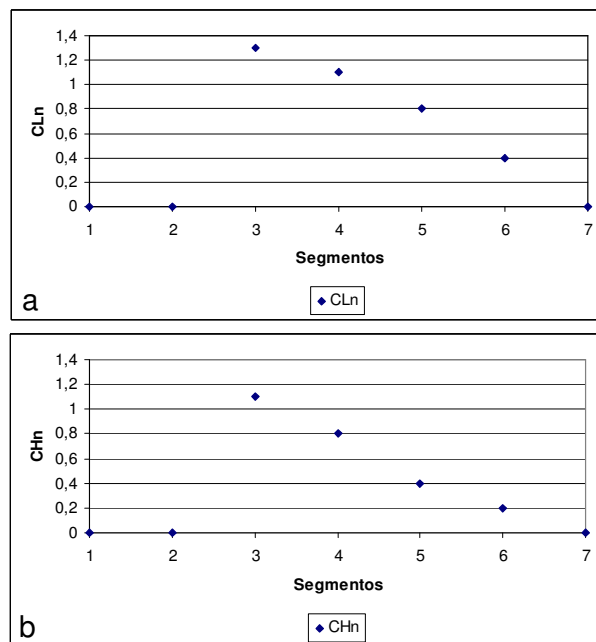 1,4
1,2
1
0,8
0,6
0,4
0,2
0
CLn
1 2 3 4 5 6 7
Segmentos
a
CLn
1,4
1,2
1
0,8
0,6
0,4
0,2
0
CHn
1 2 3 4 5 6 7
Segmentos
b
CHn